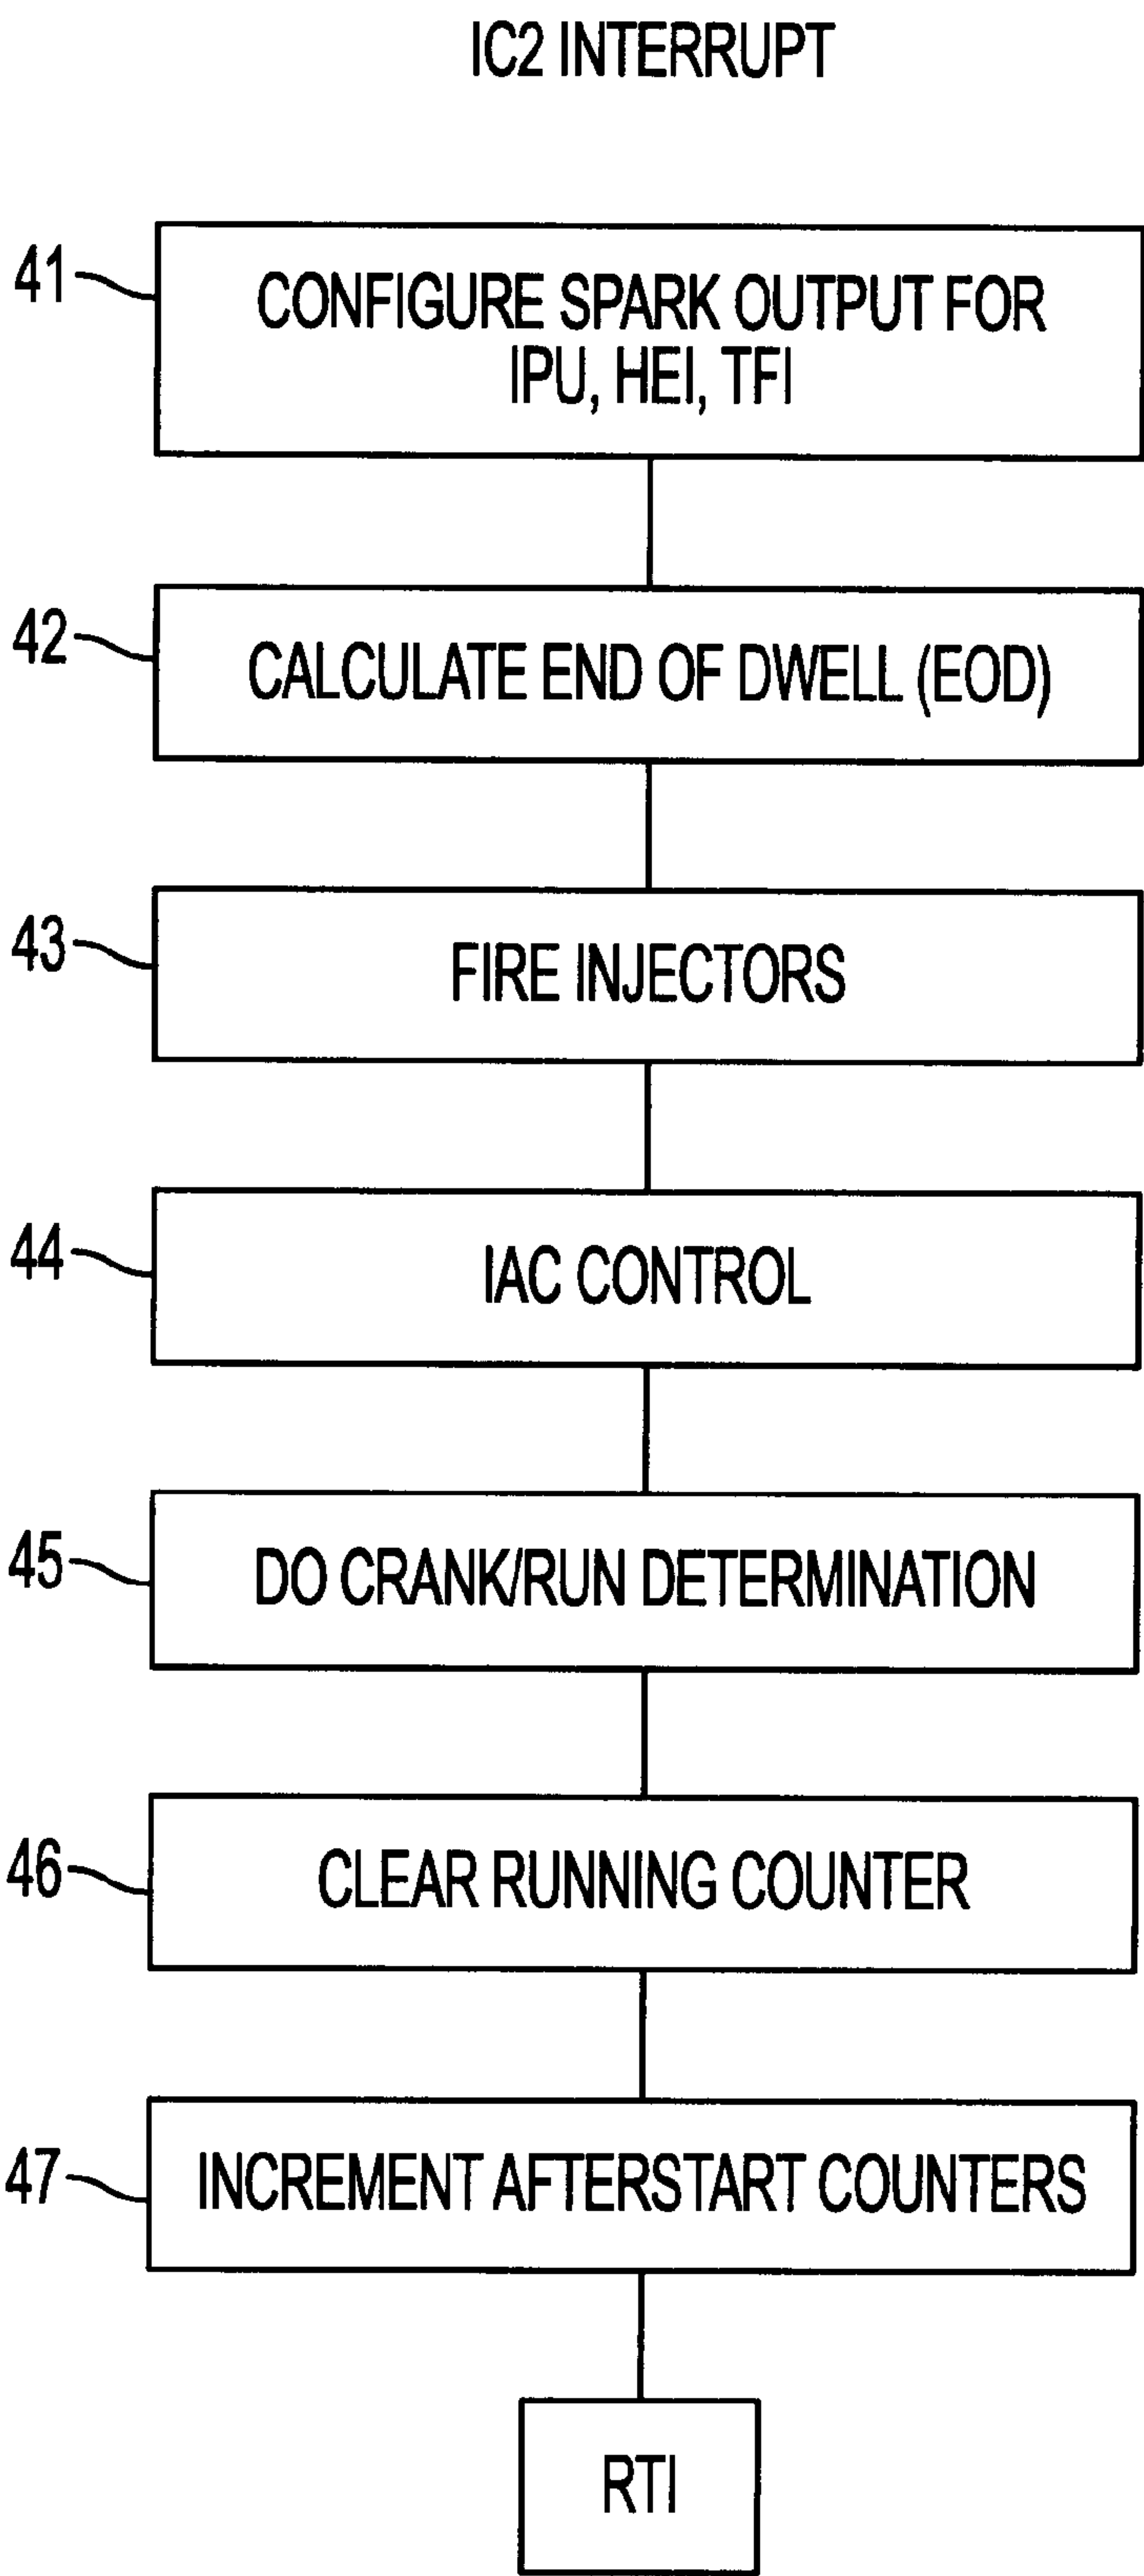 IC2 INTERRUPT
41
CONFIGURE SPARK OUTPUT FOR
IPU, HEI, TFI
42
CALCULATE END OF DWELL (EOD)
43
FIRE INJECTORS
44
IAC CONTROL
45
DO CRANK/RUN DETERMINATION
46
CLEAR RUNNING COUNTER
47
INCREMENT AFTERSTART COUNTERS
RTI